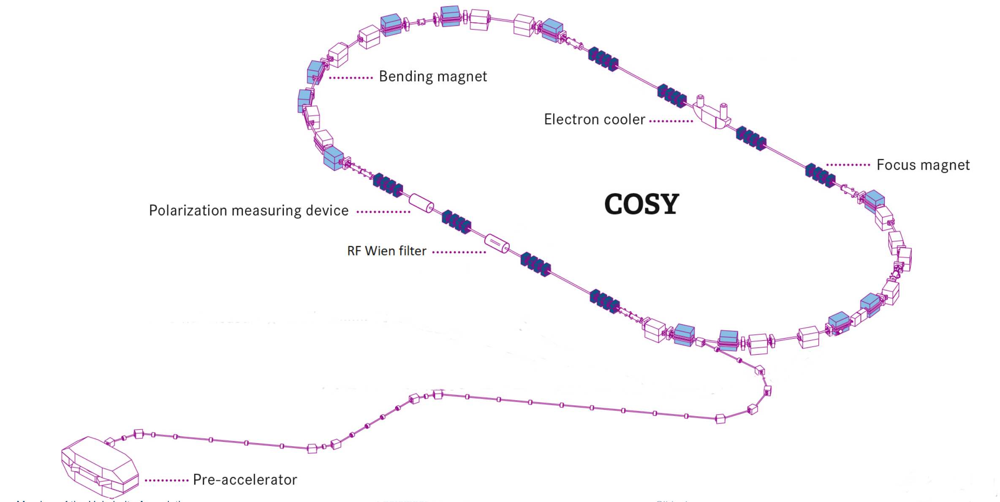 Bending magnet
Electron cooler
Focus magnet
COSY
Polarization measuring device
RF Wien filter
Pre-accelerator